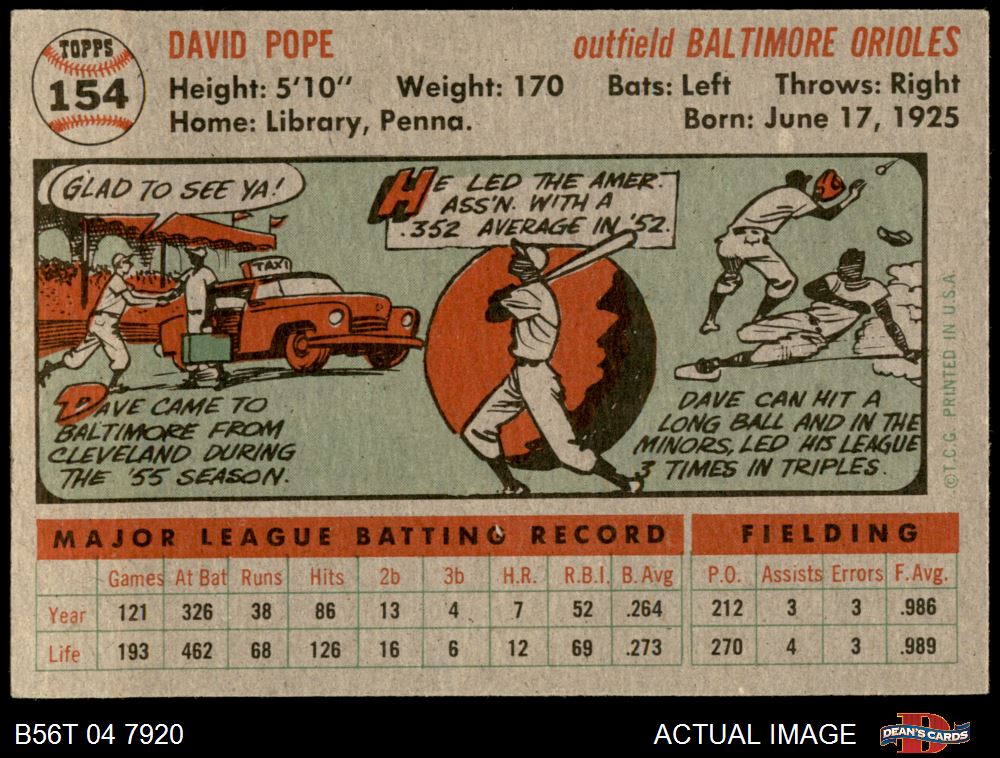 TOPPS
154
DAVID POPE
outfield BALTIMORE ORIOLES
Height: 5'10" Weight: 170 Bats: Left Throws: Right
Home: Library, Penna. Born: June 17, 1925
GLAD TO SEE YA!
TAXI
DAVE CAME TO
BALTIMORE FROM
CLEVELAND DURING
THE '55 SEASON.
HE LED THE AMER.
ASS'N. WITH A
.352 AVERAGE IN '52.
DAVE CAN HIT A
LONG BALL AND IN THE
MINORS, LED HIS LEAGUE
3 TIMES IN TRIPLES.
©T.C.G. PRINTED IN U.S.A.
MAJOR LEAGUE BATTING RECORD FIELDING
Games At Bat Runs Hits 2b 3b H.R. R.B.I. B. Avg P.O. Assists Errors F. Avg.
Year 121 326 38 86 13 4 7 52 .264 212 3 3 .986
Life 193 462 68 126 16 6 12 69 .273 270 4 3 .989
B56T 04 7920 ACTUAL IMAGE D DEAN'S CARDS